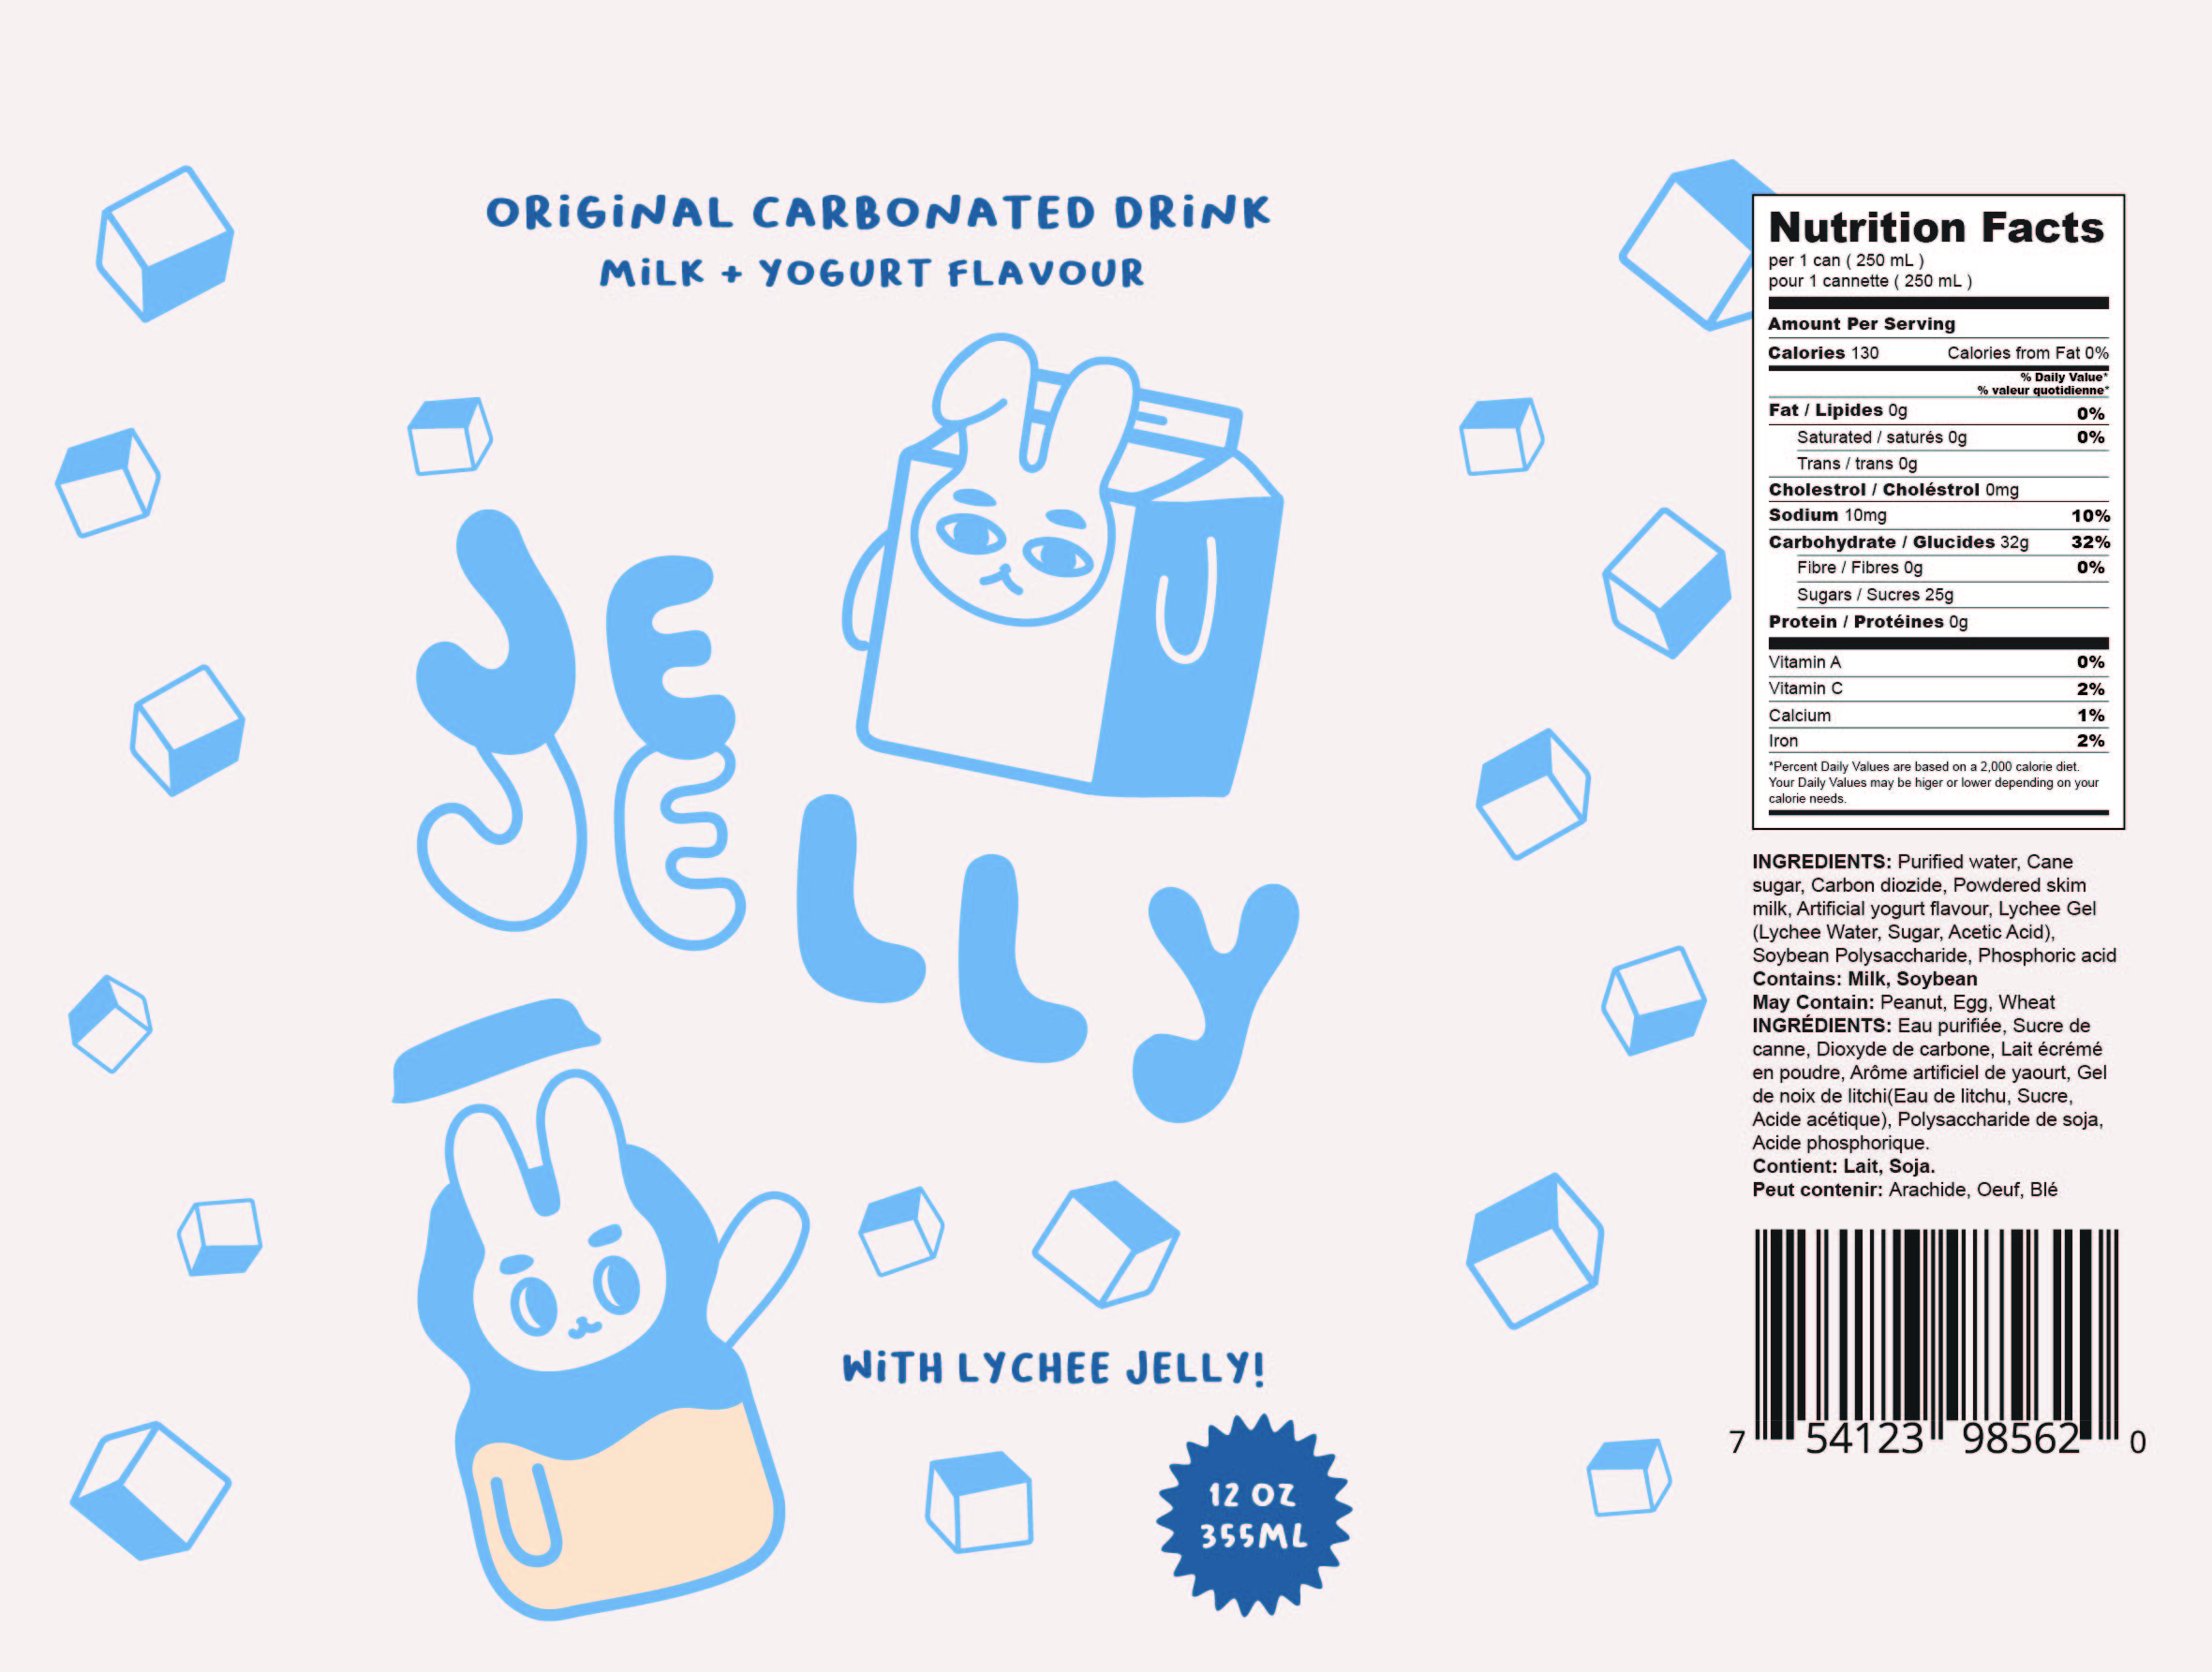 ORiGiNAL CARBONATED DRiNK
MiLK + YOGURT FLAVOUR
JE
JE
LLY
WiTH LYCHEE JELLY!
12 OZ
355ML
Nutrition Facts
per 1 can ( 250 mL )
pour 1 cannette ( 250 mL )
Amount Per Serving
Calories 130 Calories from Fat 0%
% Daily Value*
% valeur quotidienne*
Fat / Lipides 0g 0%
Saturated / saturés 0g 0%
Trans / trans 0g
Cholestrol / Choléstrol 0mg
Sodium 10mg 10%
Carbohydrate / Glucides 32g 32%
Fibre / Fibres 0g 0%
Sugars / Sucres 25g
Protein / Protéines 0g
Vitamin A 0%
Vitamin C 2%
Calcium 1%
Iron 2%
*Percent Daily Values are based on a 2,000 calorie diet.
Your Daily Values may be higer or lower depending on your
calorie needs.
INGREDIENTS: Purified water, Cane
sugar, Carbon diozide, Powdered skim
milk, Artificial yogurt flavour, Lychee Gel
(Lychee Water, Sugar, Acetic Acid),
Soybean Polysaccharide, Phosphoric acid
Contains: Milk, Soybean
May Contain: Peanut, Egg, Wheat
INGRÉDIENTS: Eau purifiée, Sucre de
canne, Dioxyde de carbone, Lait écrémé
en poudre, Arôme artificiel de yaourt, Gel
de noix de litchi(Eau de litchu, Sucre,
Acide acétique), Polysaccharide de soja,
Acide phosphorique.
Contient: Lait, Soja.
Peut contenir: Arachide, Oeuf, Blé
7 54123 98562 0